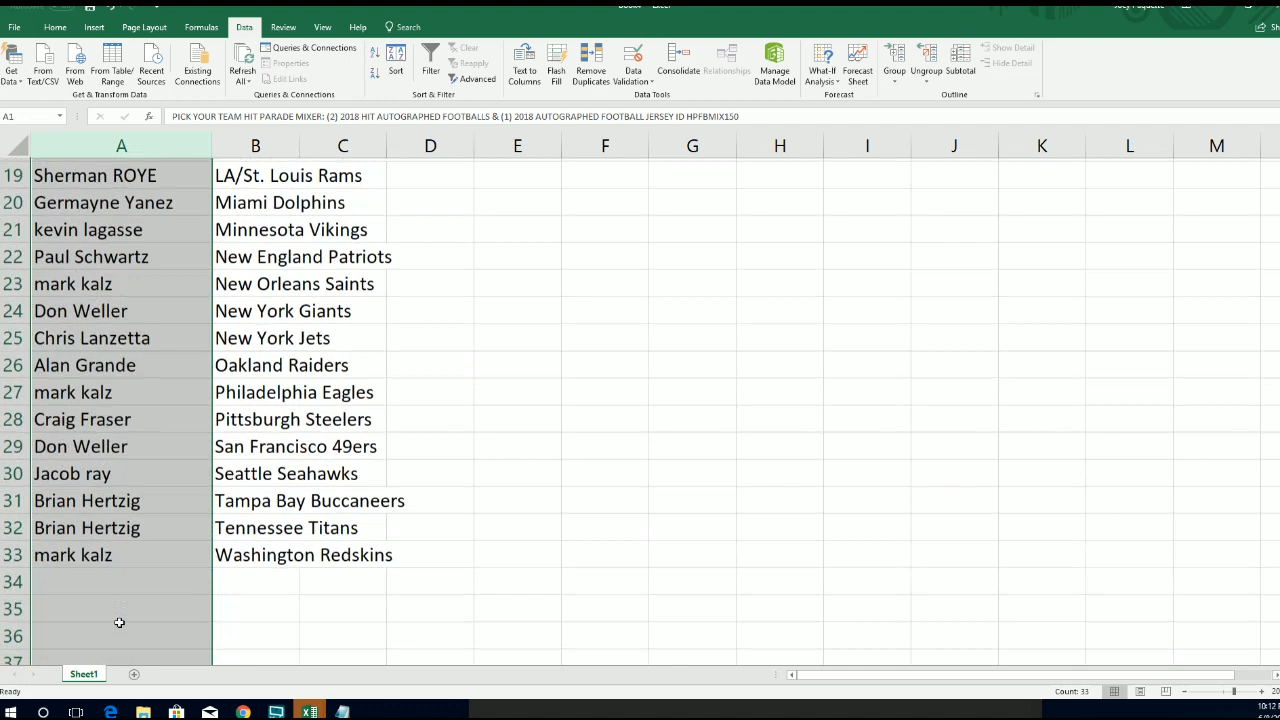 File Home Insert Page Layout Formulas Data Review View Help Search
Get Data From Text/CSV From Web From Table/Range Recent Sources Existing Connections Refresh All Queries & Connections Properties Edit Links Sort Filter Clear Reapply Advanced Text to Columns Flash Fill Remove Duplicates Data Validation Consolidate Relationships Manage Data Model What-If Analysis Forecast Sheet Group Ungroup Subtotal Show Detail Hide Detail
Get & Transform Data Queries & Connections Sort & Filter Data Tools Forecast Outline
A1 fx PICK YOUR TEAM HIT PARADE MIXER: (2) 2018 HIT AUTOGRAPHED FOOTBALLS & (1) 2018 AUTOGRAPHED FOOTBALL JERSEY ID HPFBMIX150
A B C D E F G H I J K L M
19 Sherman ROYE LA/St. Louis Rams
20 Germayne Yanez Miami Dolphins
21 kevin lagasse Minnesota Vikings
22 Paul Schwartz New England Patriots
23 mark kalz New Orleans Saints
24 Don Weller New York Giants
25 Chris Lanzetta New York Jets
26 Alan Grande Oakland Raiders
27 mark kalz Philadelphia Eagles
28 Craig Fraser Pittsburgh Steelers
29 Don Weller San Francisco 49ers
30 Jacob ray Seattle Seahawks
31 Brian Hertzig Tampa Bay Buccaneers
32 Brian Hertzig Tennessee Titans
33 mark kalz Washington Redskins
34
35
36
37
Sheet1
Ready Count: 33
10:12